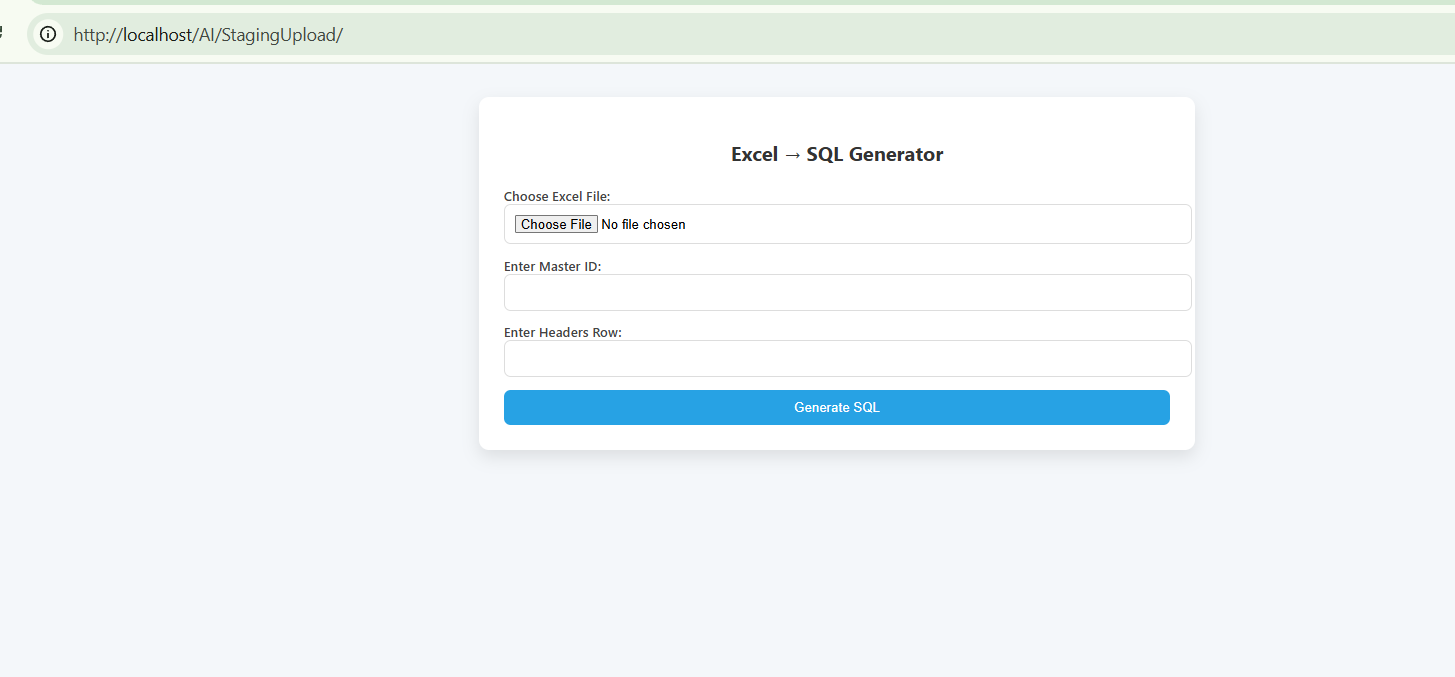 http://localhost/AI/StagingUpload/
Excel → SQL Generator
Choose Excel File:
Choose File No file chosen
Enter Master ID:
Enter Headers Row:
Generate SQL